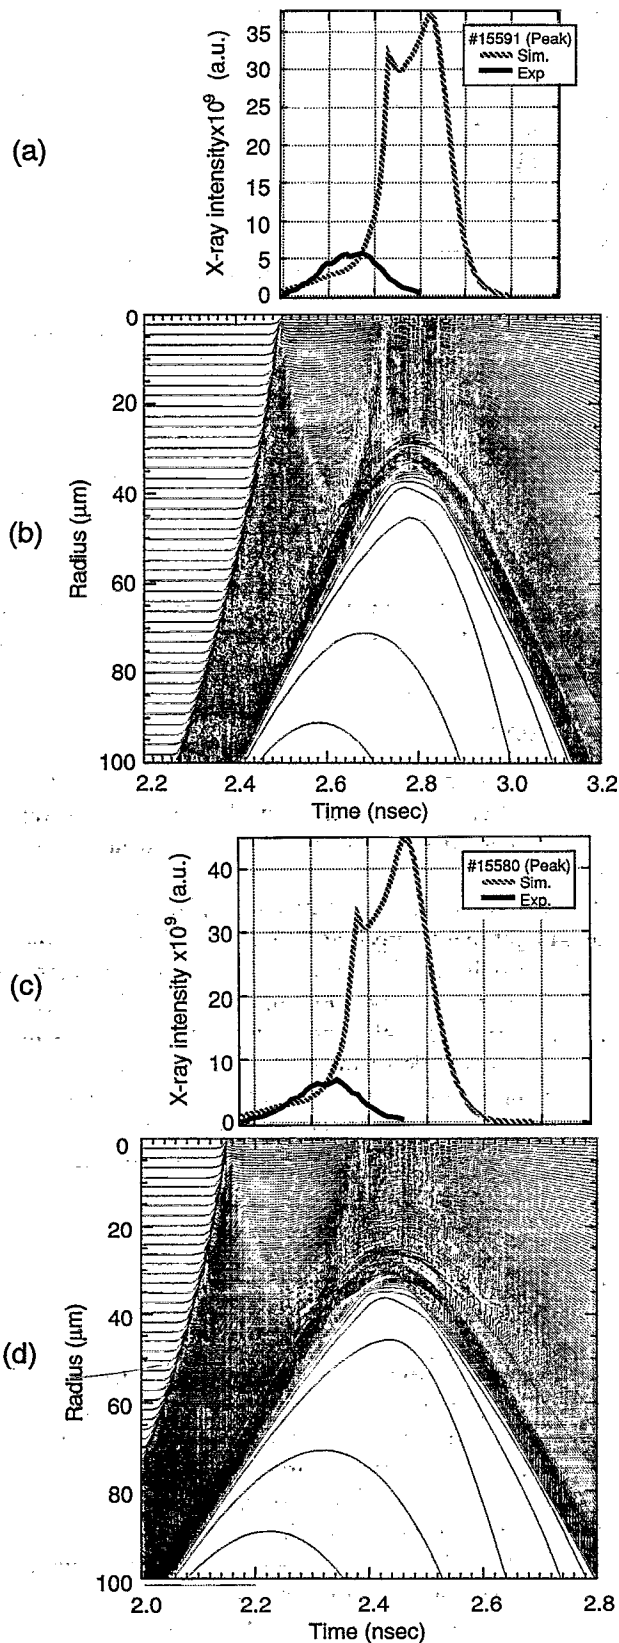 (a)
X-ray intensity×10⁹ (a.u.)
35
30
25
20
15
10
5
0
#15591 (Peak)
Sim.
Exp
(b)
Radius (μm)
0
20
40
60
80
100
2.2 2.4 2.6 2.8 3.0 3.2
Time (nsec)
(c)
X-ray intensity ×10⁹ (a.u.)
40
30
20
10
0
#15580 (Peak)
Sim.
Exp.
(d)
Radius (μm)
0
20
40
60
80
100
2.0 2.2 2.4 2.6 2.8
Time (nsec)